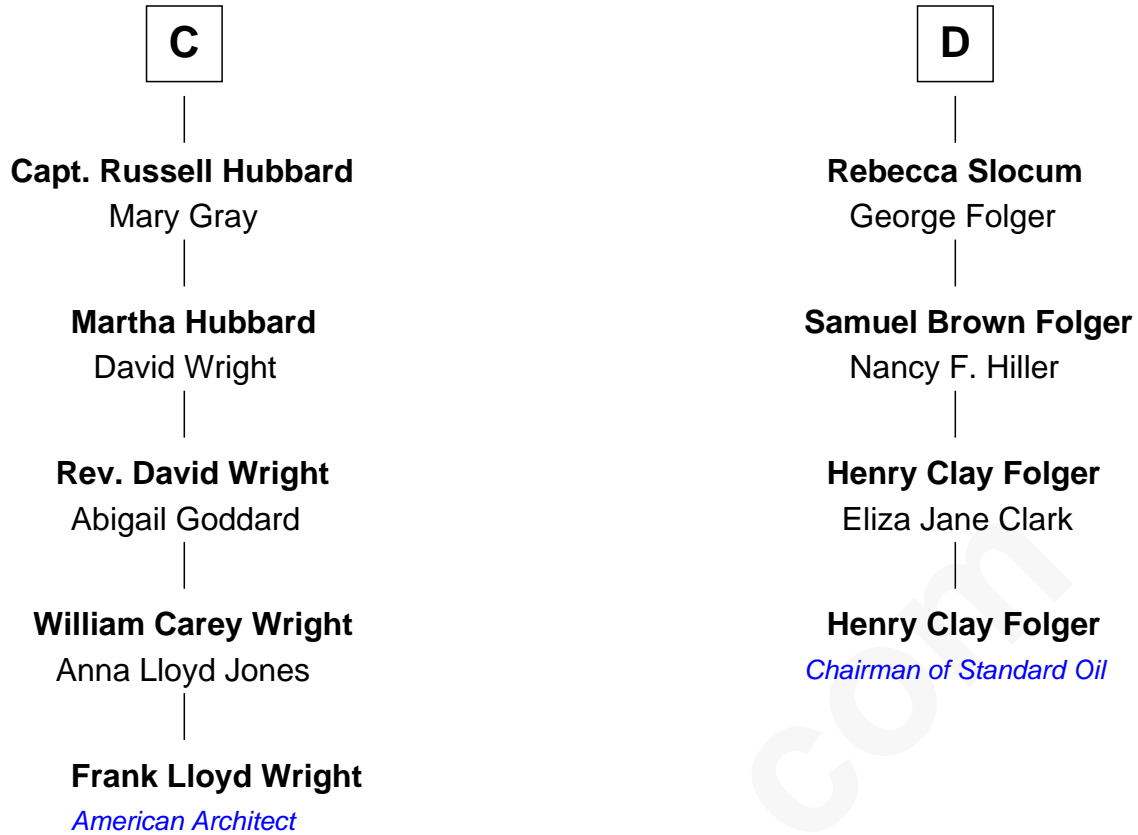 C
Capt. Russell Hubbard
Mary Gray
Martha Hubbard
David Wright
Rev. David Wright
Abigail Goddard
William Carey Wright
Anna Lloyd Jones
Frank Lloyd Wright
American Architect
D
Rebecca Slocum
George Folger
Samuel Brown Folger
Nancy F. Hiller
Henry Clay Folger
Eliza Jane Clark
Henry Clay Folger
Chairman of Standard Oil
com